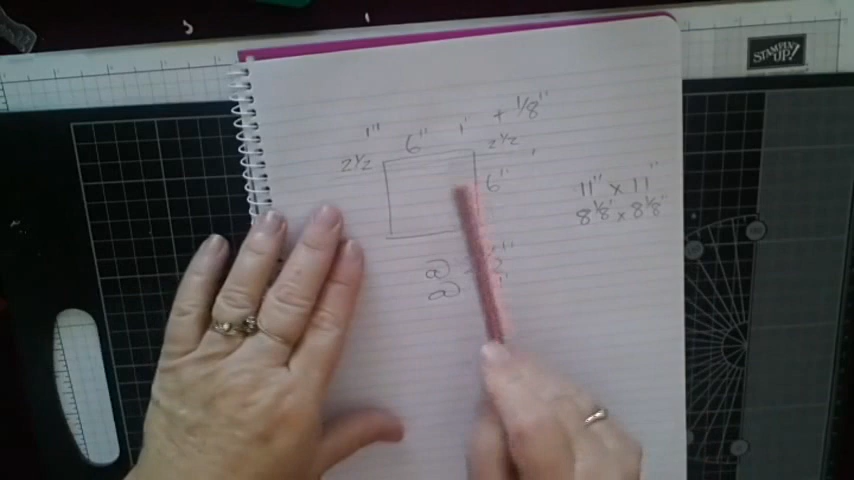 STAMPIN' UP!
+ 1/8"
1" 6" 1"
2 1/2 2 1/2
6"
11" x 11"
8 1/8" x 8 1/8"
@
@